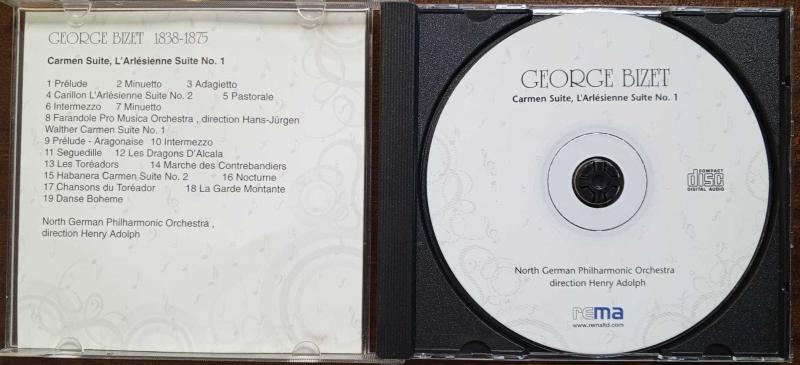 GEORGE BIZET 1838-1875
Carmen Suite, L'Arlésienne Suite No. 1
1 Prélude 2 Minuetto 3 Adagietto
4 Carillon L'Arlésienne Suite No. 2 5 Pastorale
6 Intermezzo 7 Minuetto
8 Farandole Pro Musica Orchestra , direction Hans-Jürgen
Walther Carmen Suite No. 1
9 Prélude - Aragonaise 10 Intermezzo
11 Seguedille 12 Les Dragons D'Alcala
13 Les Toréadors 14 Marche des Contrebandiers
15 Habanera Carmen Suite No. 2 16 Nocturne
17 Chansons du Toréador 18 La Garde Montante
19 Danse Boheme
North German Philharmonic Orchestra ,
direction Henry Adolph
GEORGE BIZET
Carmen Suite, L'Arlésienne Suite No. 1
COMPACT
disc
DIGITAL AUDIO
North German Philharmonic Orchestra
direction Henry Adolph
rema
www.remaltd.com